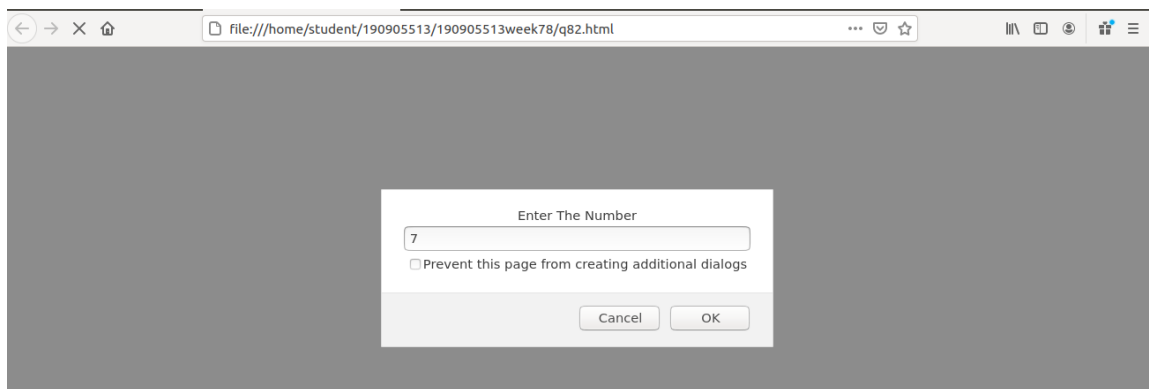 file:///home/student/190905513/190905513week78/q82.html
Enter The Number
7
Prevent this page from creating additional dialogs
Cancel OK